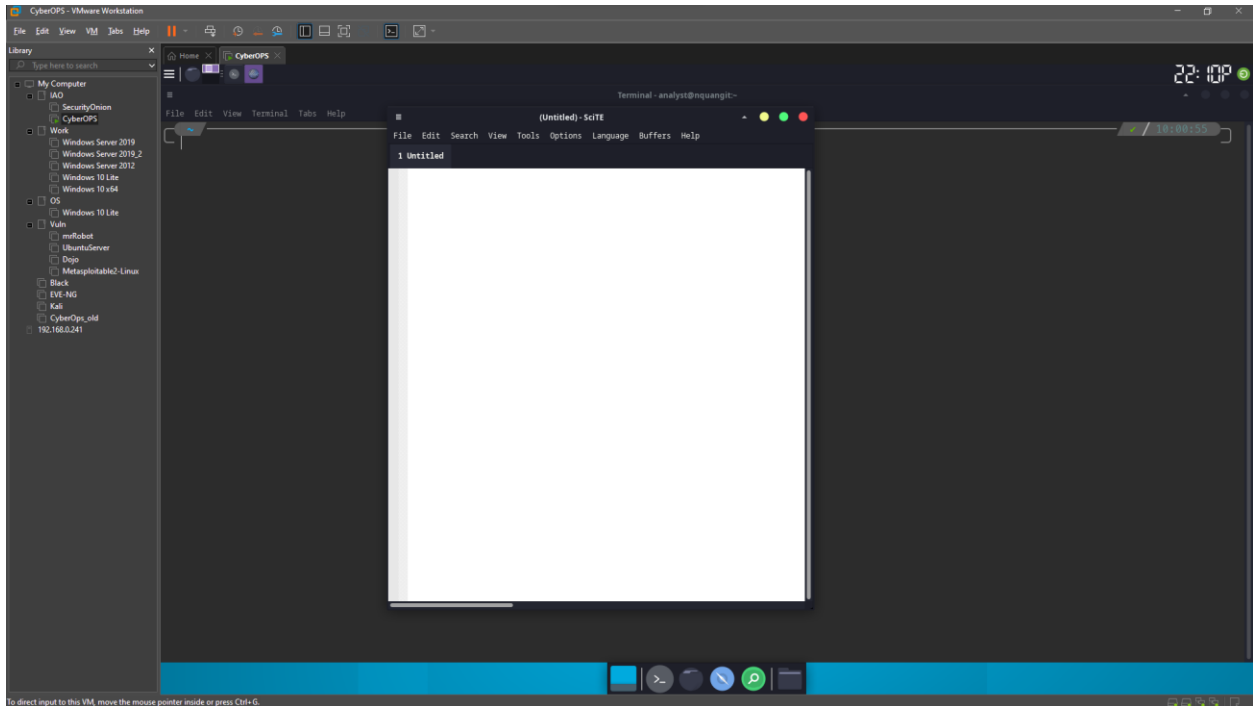 CyberOPS - VMware Workstation
File Edit View VM Tabs Help
Library
Type here to search
My Computer
IAO
SecurityOnion
CyberOPS
Work
Windows Server 2019
Windows Server 2019_2
Windows Server 2012
Windows 10 Lite
Windows 10 x64
OS
Windows 10 Lite
Vuln
mrRobot
UbuntuServer
Dojo
Metasploitable2-Linux
Black
EVE-NG
Kali
CyberOps_old
192.168.0.241
Home
CyberOPS
22:10P
Terminal - analyst@nquangit:~
File Edit View Terminal Tabs Help
~
10:00:55
(Untitled) - SciTE
File Edit Search View Tools Options Language Buffers Help
1 Untitled
To direct input to this VM, move the mouse pointer inside or press Ctrl+G.